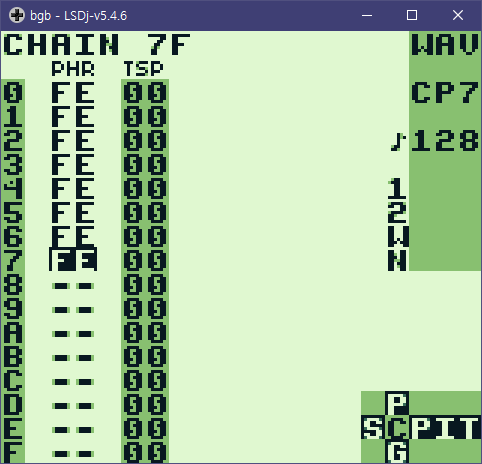 bgb - LSDj-v5.4.6
CHAIN 7F WAV
PHR TSP
0 FE 00 CP7
1 FE 00
2 FE 00 ♪128
3 FE 00
4 FE 00 1
5 FE 00 2
6 FE 00 W
7 FE 00 N
8 -- 00
9 -- 00
A -- 00
B -- 00
C -- 00
D -- 00 P
E -- 00 SCPIT
F -- 00 G